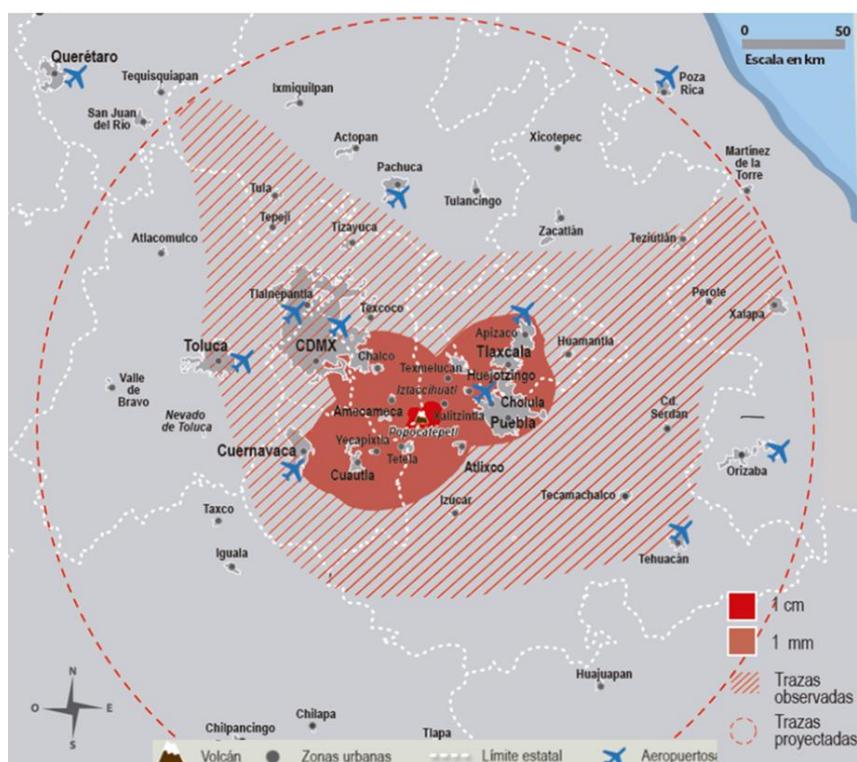 0 50
Escala en km
Querétaro
Tequisquiapan
Ixmiquilpan
Poza
Rica
San Juan
del Río
Actopan
Xicotepec
Martínez
de la
Torre
Pachuca
Tula
Tulancingo
Tepeji
Tizayuca
Zacatlán
Teziutlán
Atlacomulco
Tlalnepantla
Texcoco
Perote
Xalapa
Apizaco
Toluca
CDMX
Chalco
Tlaxcala
Huamantla
Texmelucan
Huejotzingo
Iztaccíhuatl
Valle
de Bravo
Nevado
de Toluca
Amecameca
Xalitzintla
Cholula
Puebla
Cd.
Serdán
Popocatépetl
Cuernavaca
Yecapixtla
Tetela
Cuautla
Atlixco
Orizaba
Izúcar
Tecamachalco
Taxco
Iguala
Tehuacán
1 cm
1 mm
Trazas
observadas
Trazas
proyectadas
Huajuapan
N
O E
S
Chilpancingo
Chilapa
Tlapa
Volcán Zonas urbanas Límite estatal Aeropuertosa